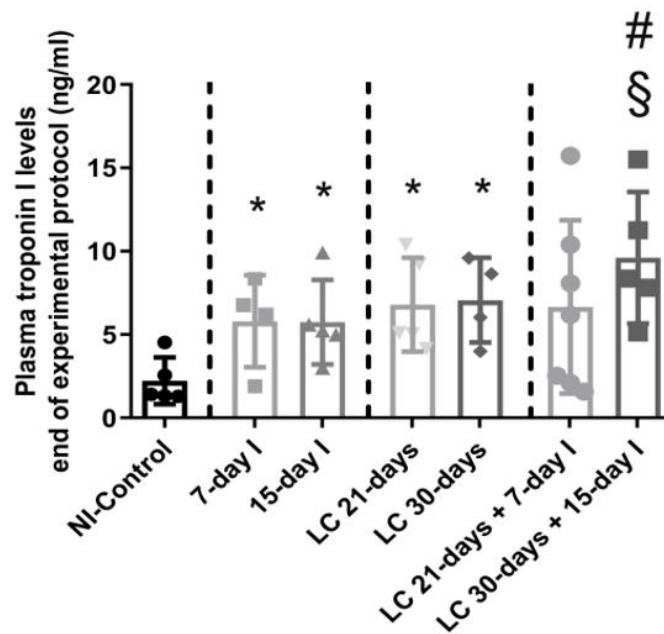 #
§
Plasma troponin I levels
end of experimental protocol (ng/ml)
20
15
10
5
0
* * * *
NI-Control
7-day I
15-day I
LC 21-days
LC 30-days
LC 21-days + 7-day I
LC 30-days + 15-day I